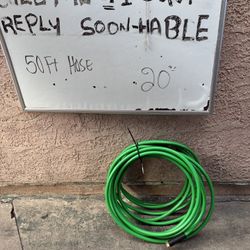 REPLY SOON-HABLE
50FT HOSE
20"